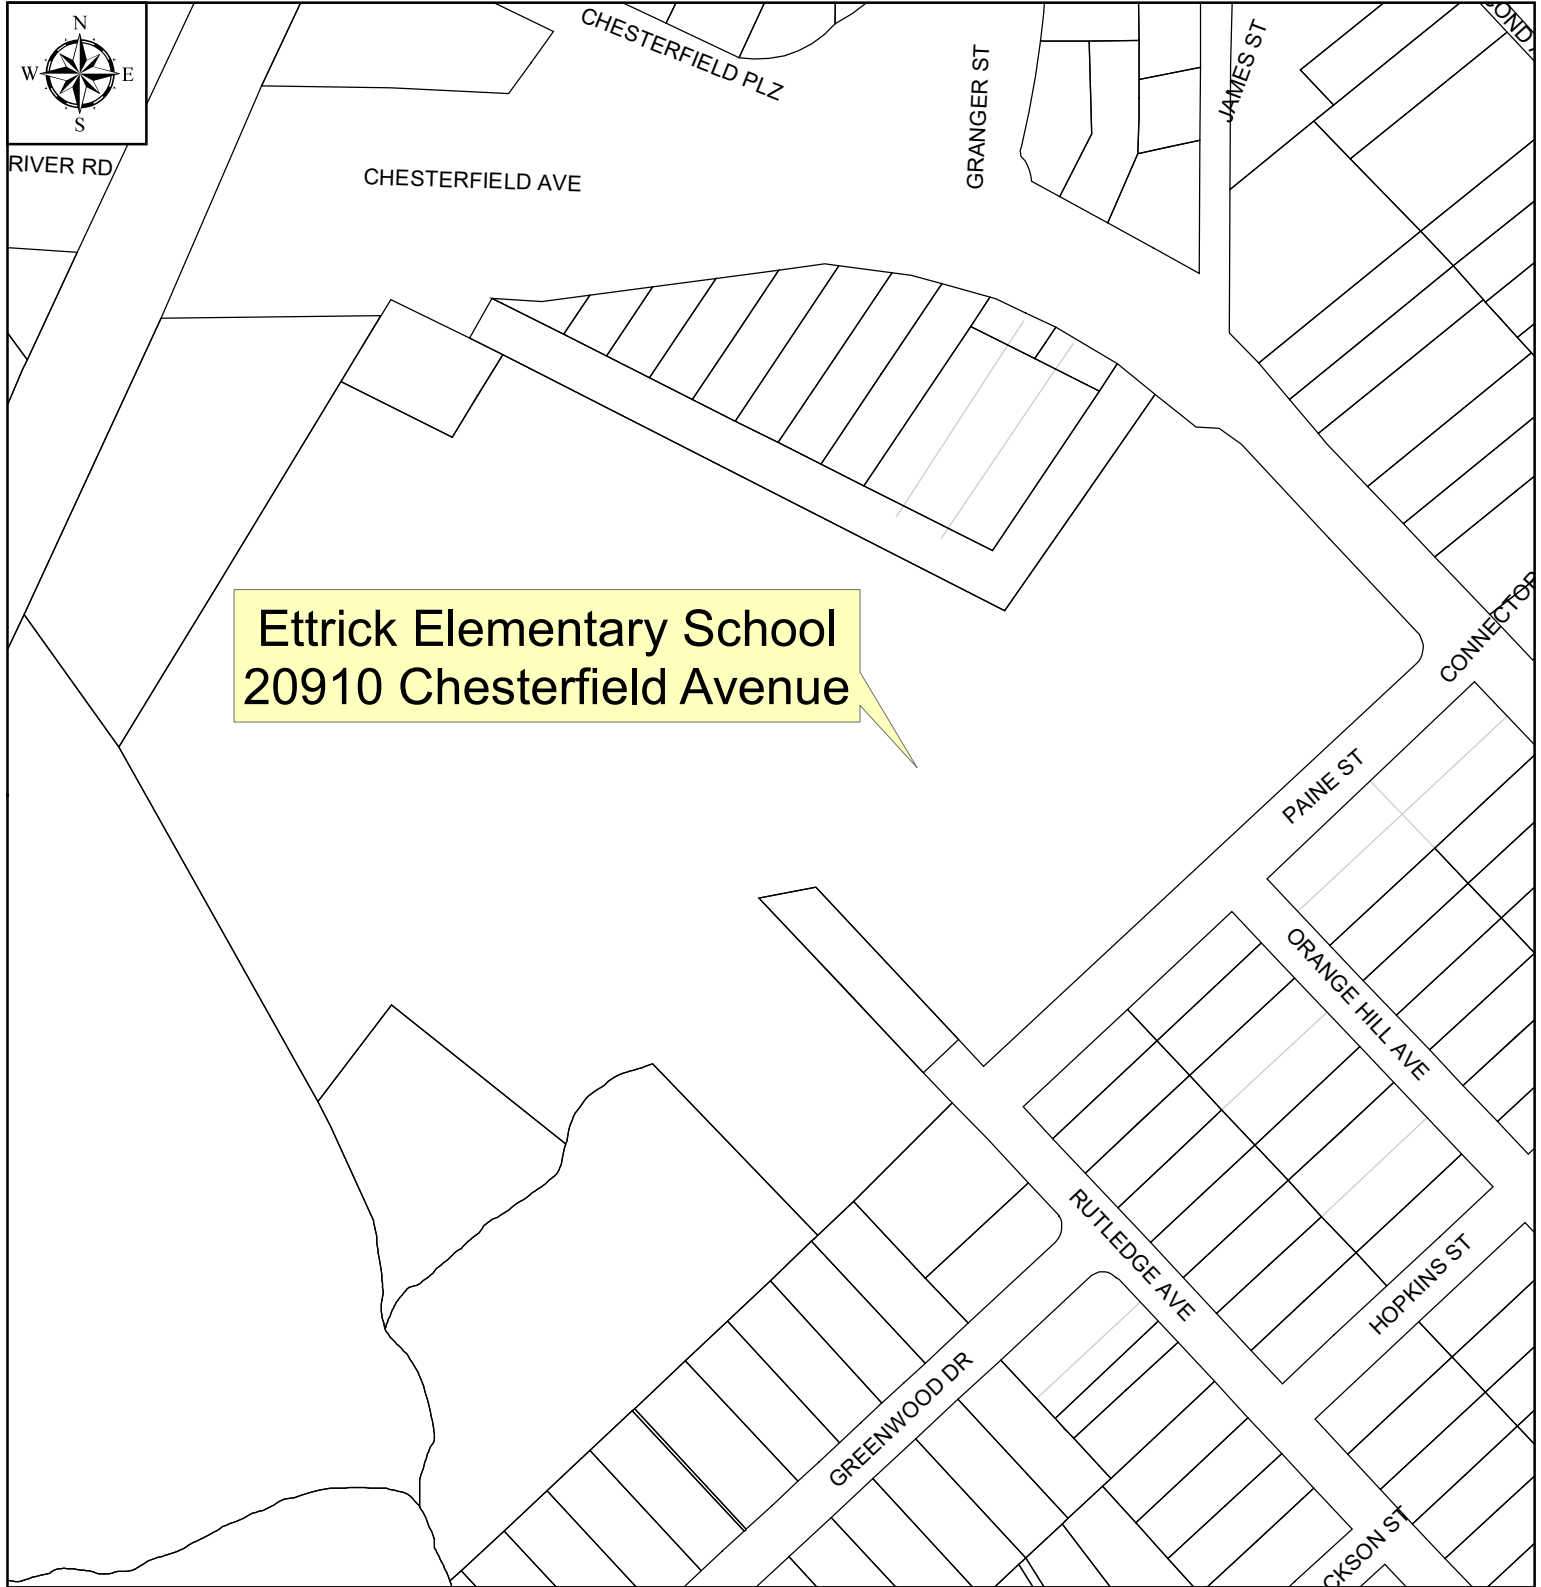 N
W E
S
CHESTERFIELD PLZ
GRANGER ST
JAMES ST
RIVER RD
CHESTERFIELD AVE
Ettrick Elementary School
20910 Chesterfield Avenue
CONNECTOR
PAINE ST
ORANGE HILL AVE
RUTLEDGE AVE
HOPKINS ST
GREENWOOD DR
CKSON ST